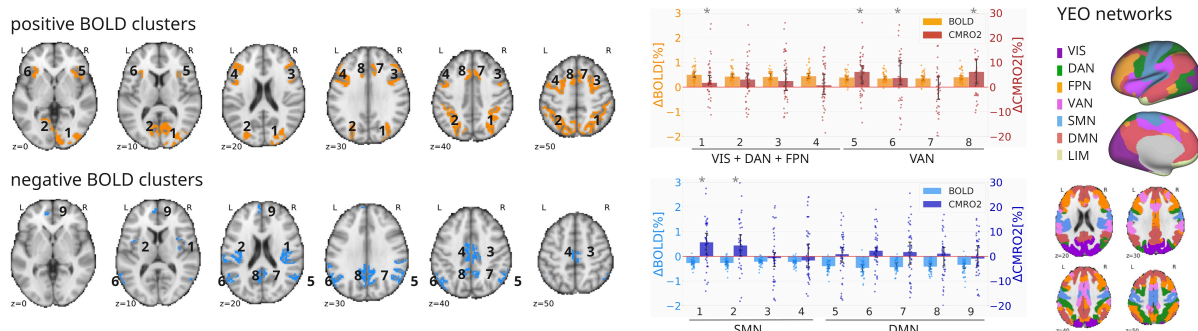 positive BOLD clusters
L R L R L R L R L R L R
6 5 2 1
6 5 2 1
4 3 2 1
4 8 7 3 2 1
4 8 7 3 2 1
4 8 7 3 2 1
z=0 z=10 z=20 z=30 z=40 z=50
negative BOLD clusters
L R L R L R L R L R L R
9
9 2 1 6
9 2 1 6 8 7 5
6 8 7 5
4 3 6 8 7 5
4 3
z=0 z=10 z=20 z=30 z=40 z=50
* * * *
BOLD
CMRO2
ΔBOLD[%]
3
2
1
0
−1
−2
ΔCMRO2[%]
30
20
10
0
−10
−20
1 2 3 4 5 6 7 8
VIS + DAN + FPN VAN
* *
BOLD
CMRO2
ΔBOLD[%]
3
2
1
0
−1
−2
ΔCMRO2[%]
30
20
10
0
−10
−20
1 2 3 4 5 6 7 8 9
SMN DMN
YEO networks
VIS
DAN
FPN
VAN
SMN
DMN
LIM
L R L R
z=20 z=30
L R L R
z=40 z=50